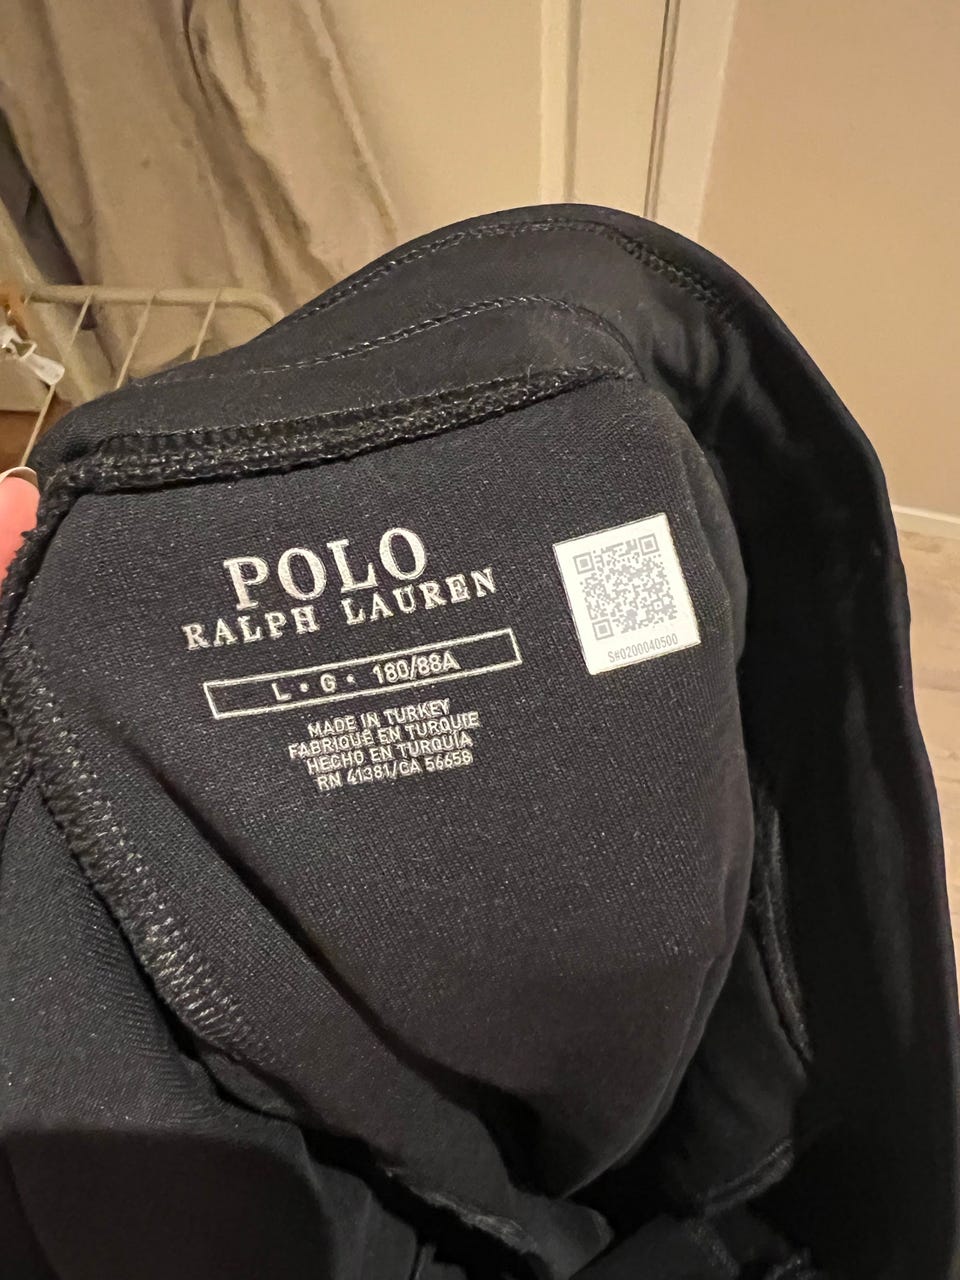 POLO
RALPH LAUREN
L • G • 180/88A
MADE IN TURKEY
FABRIQUÉ EN TURQUIE
HECHO EN TURQUÍA
RN 41381/CA 56658
S#0200040500